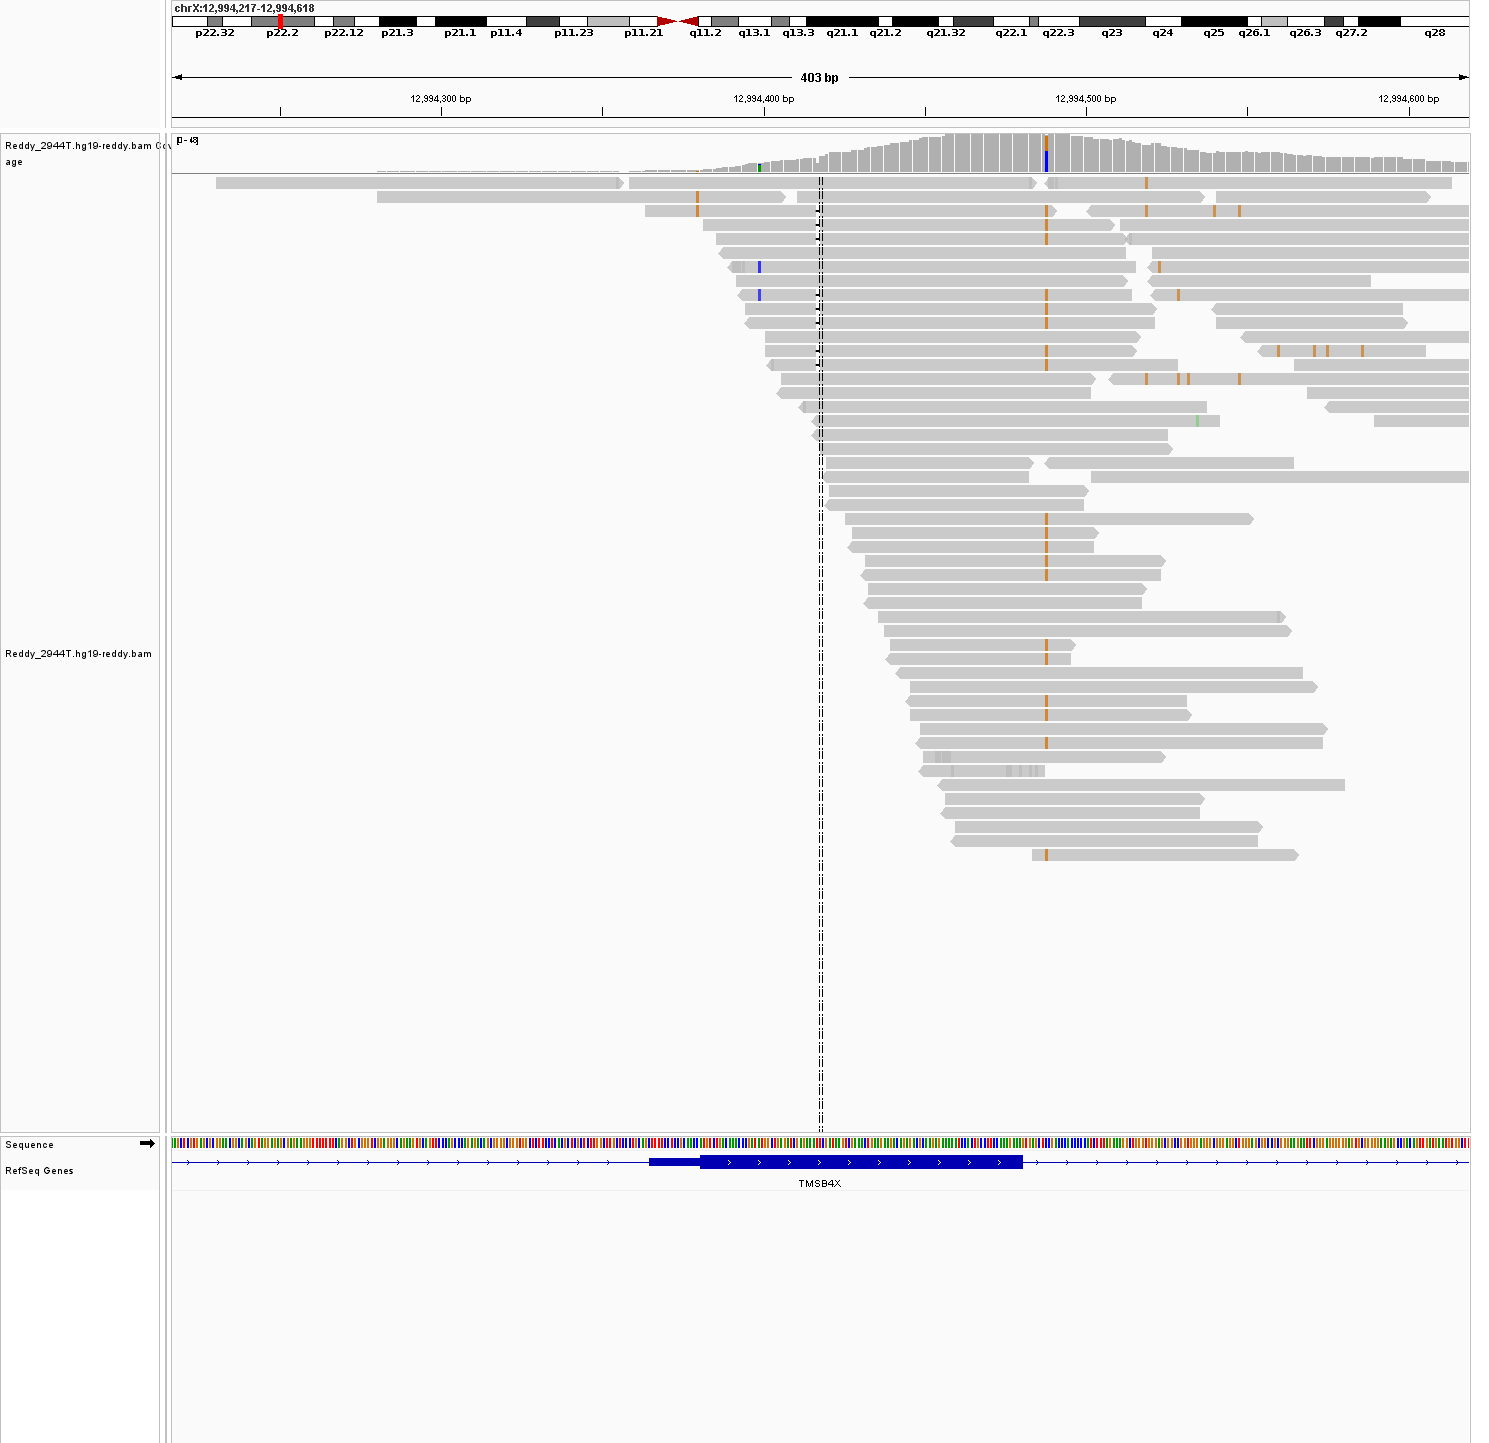 chrX:12,994,217-12,994,618
p22.32 p22.2 p22.12 p21.3 p21.1 p11.4 p11.23 p11.21 q11.2 q13.1 q13.3 q21.1 q21.2 q21.32 q22.1 q22.3 q23 q24 q25 q26.1 q26.3 q27.2 q28
403 bp
12,994,300 bp 12,994,400 bp 12,994,500 bp 12,994,600 bp
Reddy_2944T.hg19-reddy.bam Cov
age
Reddy_2944T.hg19-reddy.bam
Sequence
RefSeq Genes
TMSB4X